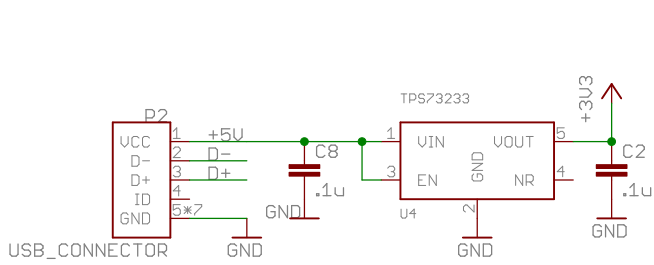 TPS73233
+3V3
P2
VCC 1 +5V
D- 2 D-
D+ 3 D+
ID 4
GND 5*7
USB_CONNECTOR
GND
C8
.1u
GND
1 VIN
3 EN
GND
2
VOUT 5
NR 4
U4
GND
C2
.1u
GND